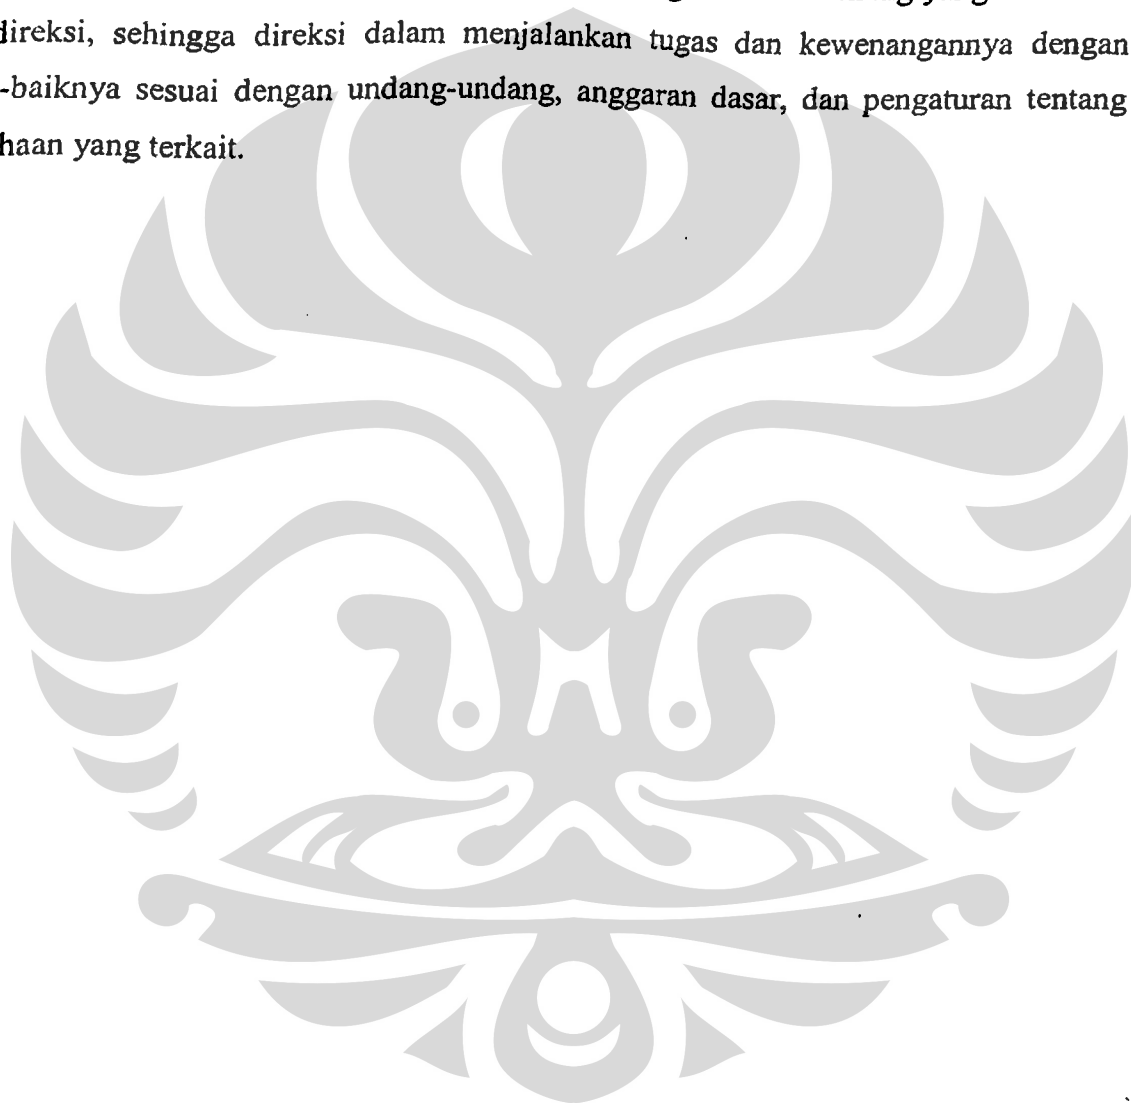 direksi, sehingga direksi dalam menjalankan tugas dan kewenangannya dengan
-baiknya sesuai dengan undang-undang, anggaran dasar, dan pengaturan tentang
haan yang terkait.